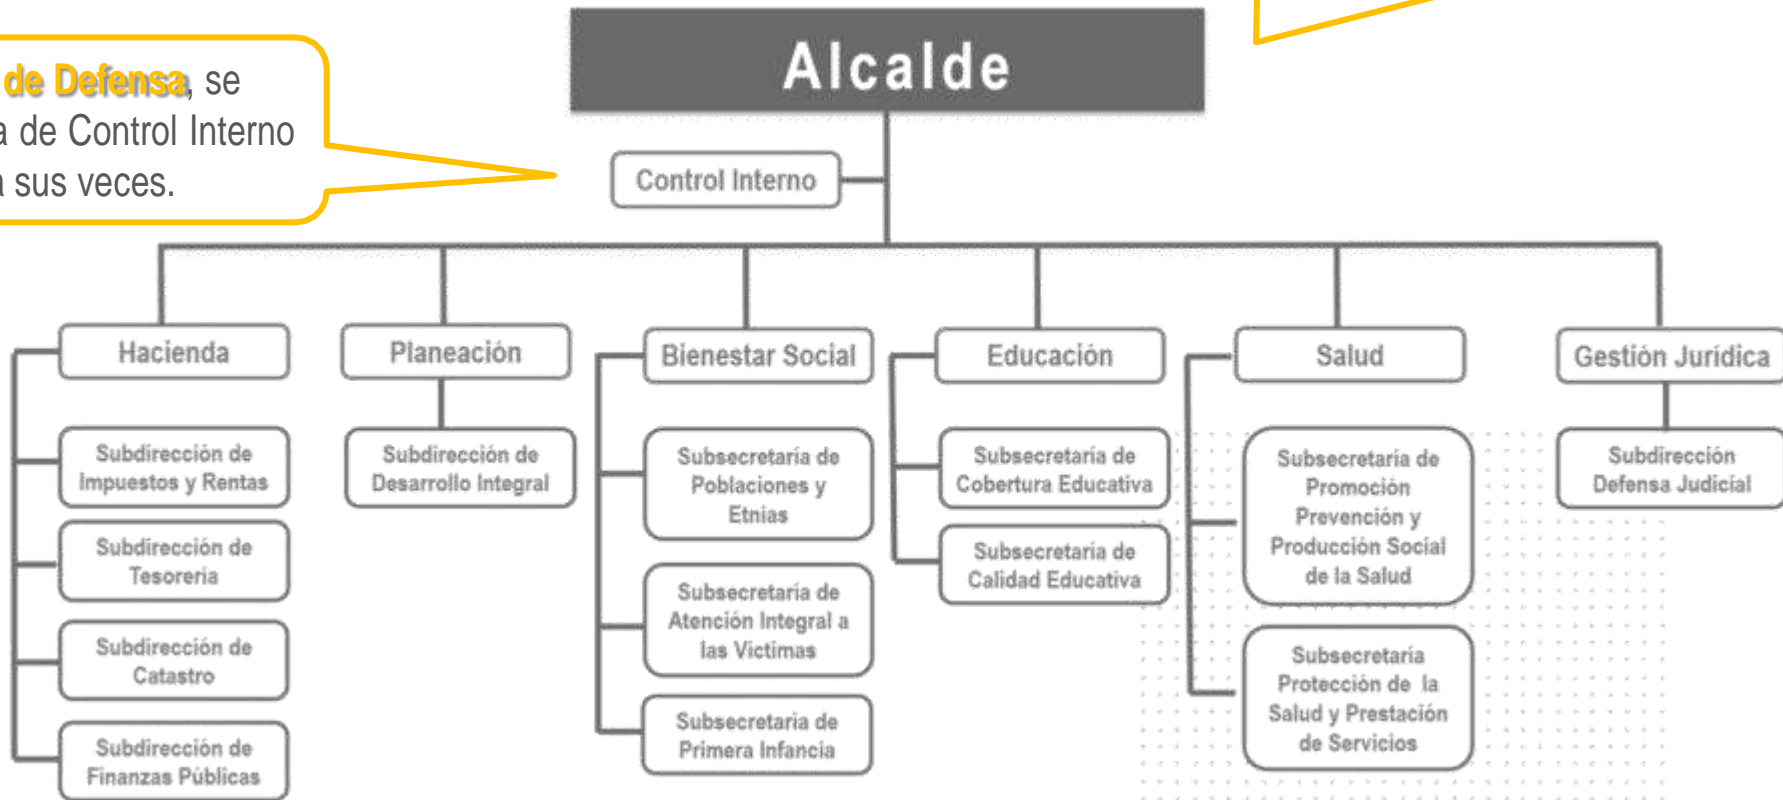 Alcalde
de Defensa, se
a de Control Interno
a sus veces.
Control Interno
Hacienda
Planeación
Bienestar Social
Educación
Salud
Gestión Jurídica
Subdirección de
Impuestos y Rentas
Subdirección de
Tesorería
Subdirección de
Catastro
Subdirección de
Finanzas Públicas
Subdirección de
Desarrollo Integral
Subsecretaría de
Poblaciones y
Etnias
Subsecretaría de
Atención Integral a
las Victimas
Subsecretaria de
Primera Infancia
Subsecretaría de
Cobertura Educativa
Subsecretaría de
Calidad Educativa
Subsecretaría de
Promoción
Prevención y
Producción Social
de la Salud
Subsecretaría
Protección de la
Salud y Prestación
de Servicios
Subdirección
Defensa Judicial